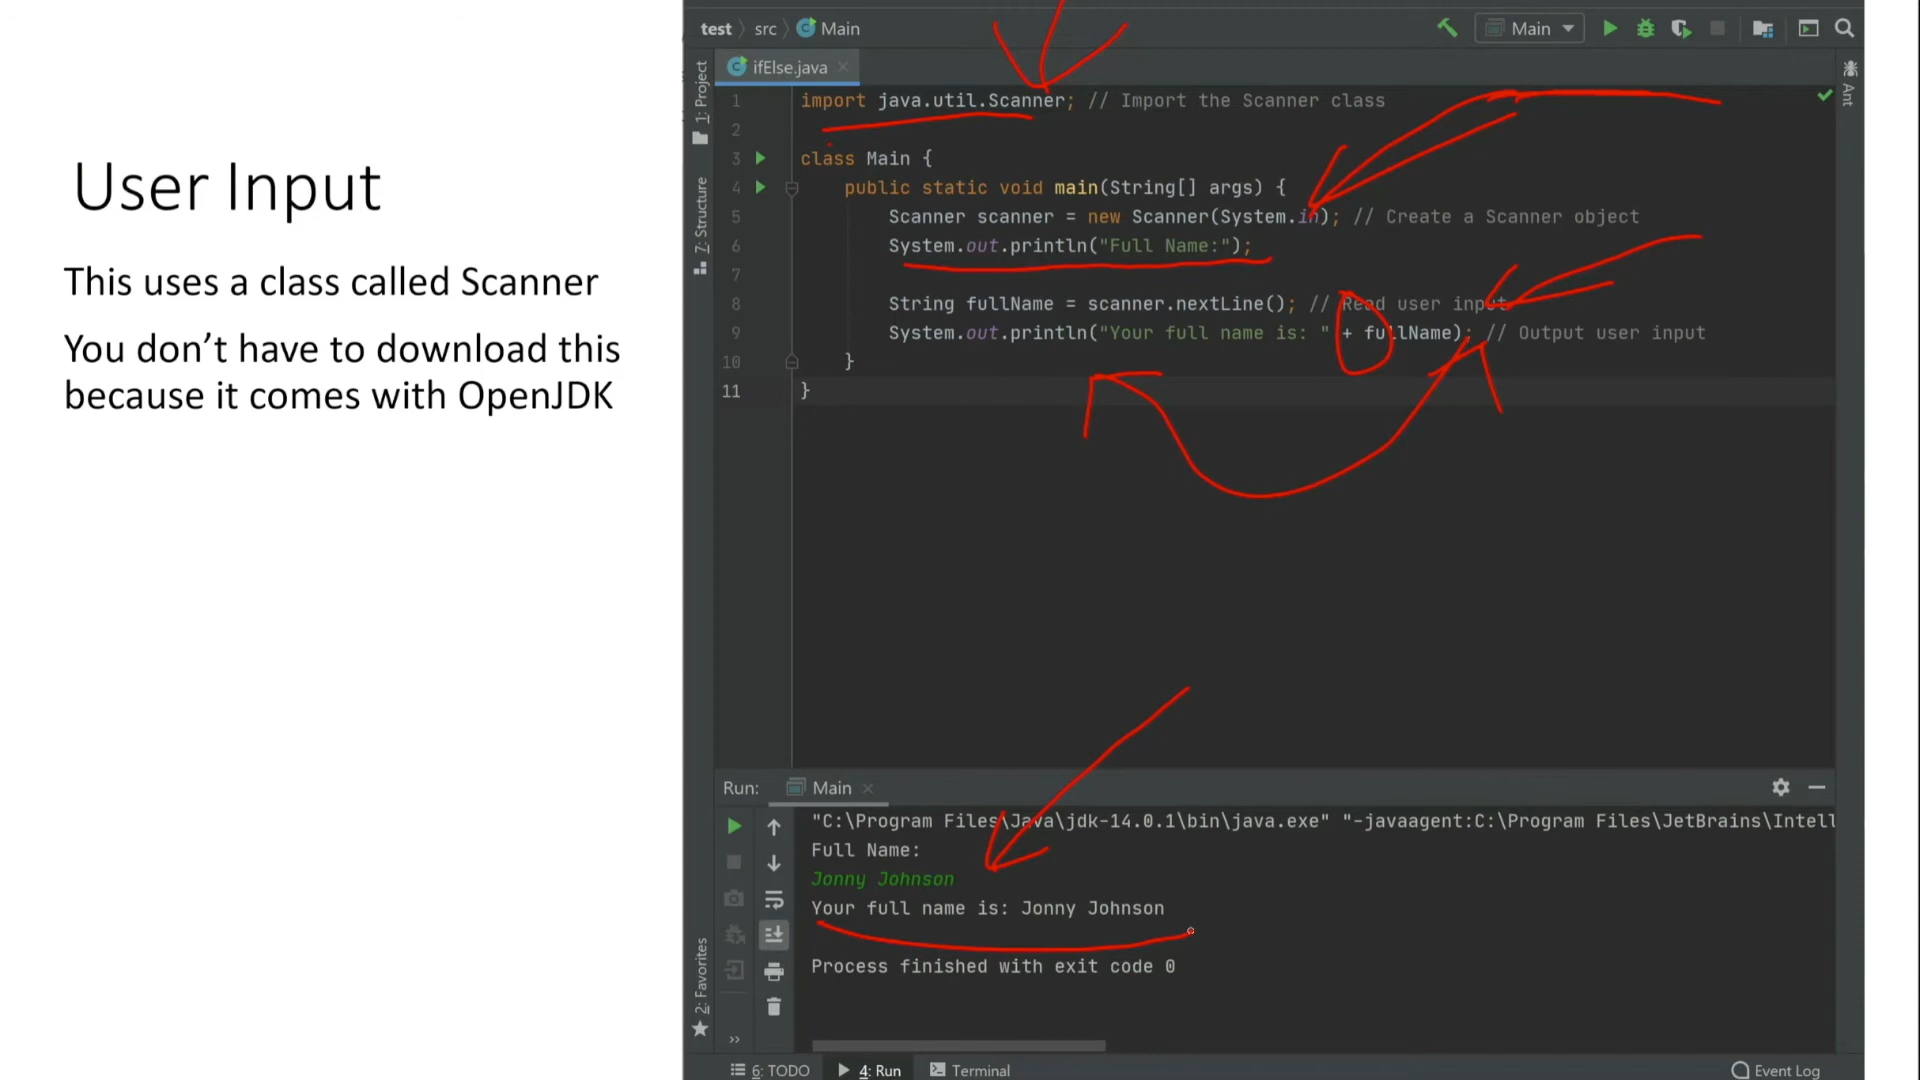 User Input
This uses a class called Scanner
You don’t have to download this
because it comes with OpenJDK
test src Main
Main
ifElse.java
1: Project
7: Structure
2: Favorites
Ant
1 import java.util.Scanner; // Import the Scanner class
2
3 class Main {
4 public static void main(String[] args) {
5 Scanner scanner = new Scanner(System.in); // Create a Scanner object
6 System.out.println("Full Name:");
7
8 String fullName = scanner.nextLine(); // Read user input
9 System.out.println("Your full name is: " + fullName); // Output user input
10 }
11 }
Run: Main
"C:\Program Files\Java\jdk-14.0.1\bin\java.exe" "-javaagent:C:\Program Files\JetBrains\Intell
Full Name:
Jonny Johnson
Your full name is: Jonny Johnson
Process finished with exit code 0
6: TODO 4: Run Terminal Event Log